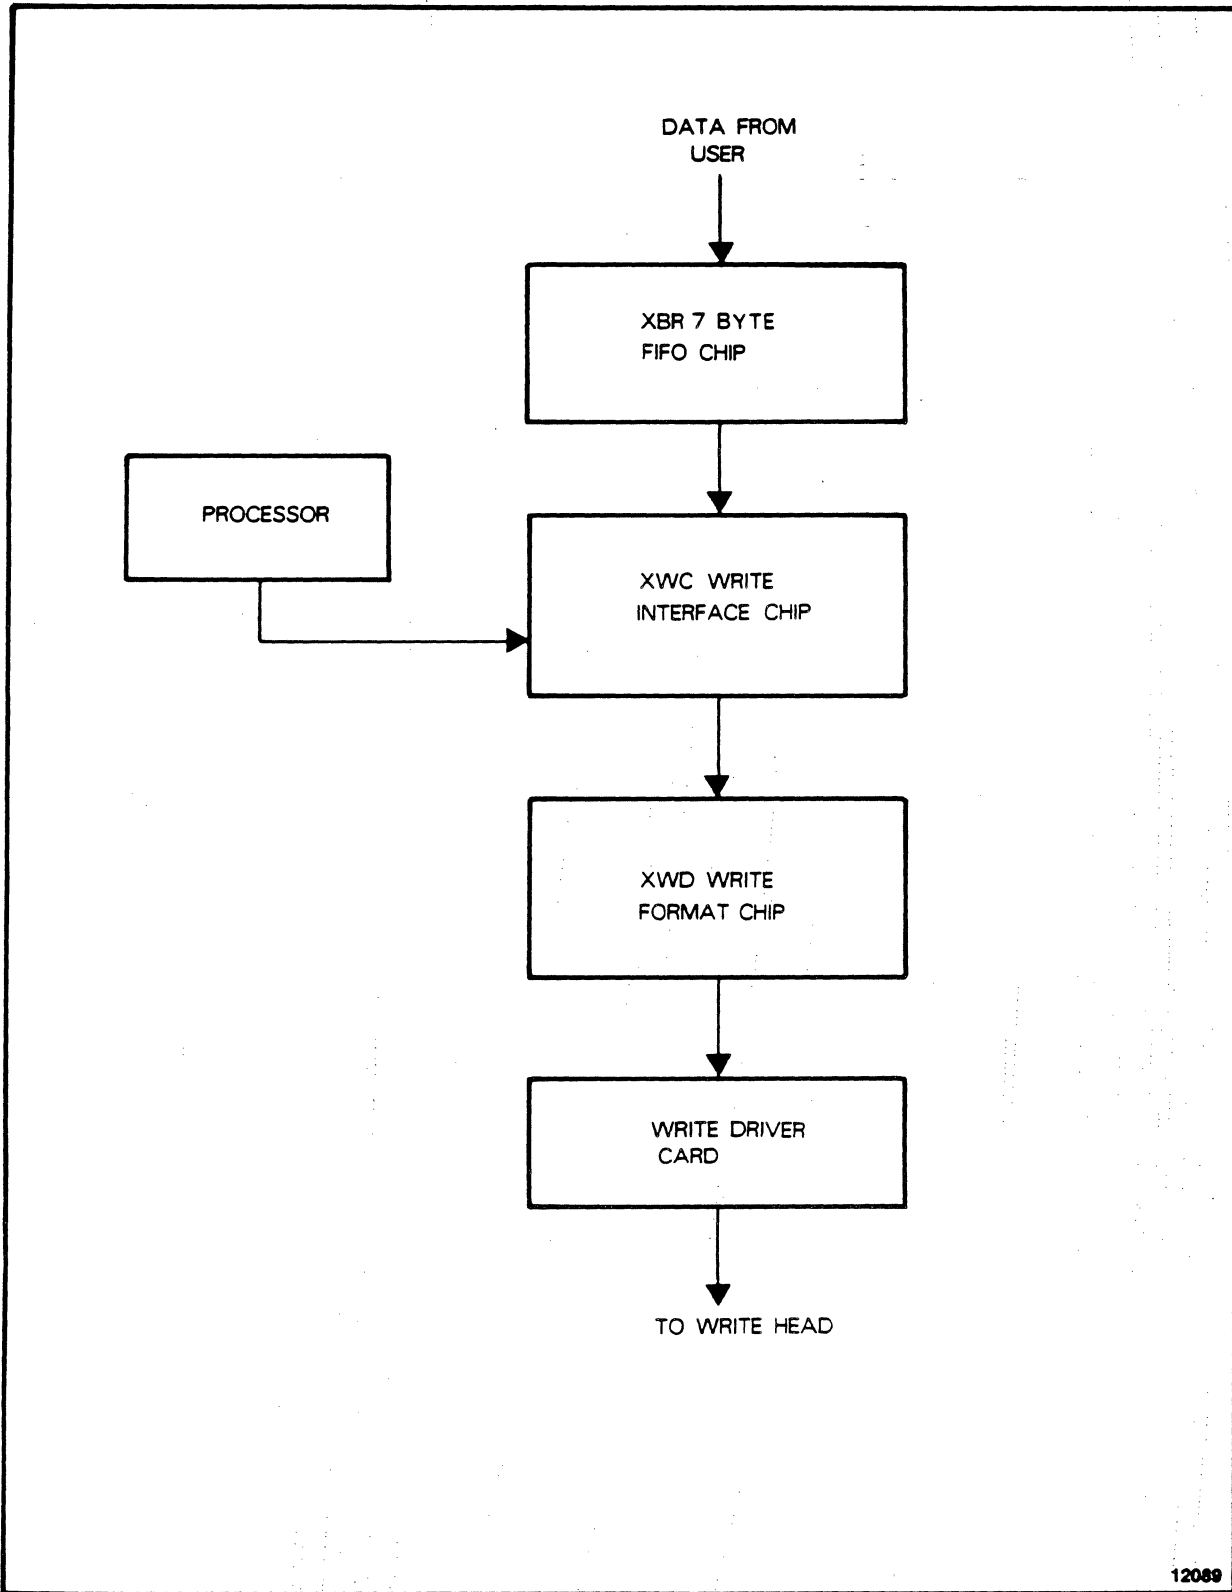 DATA FROM
USER
XBR 7 BYTE
FIFO CHIP
PROCESSOR
XWC WRITE
INTERFACE CHIP
XWD WRITE
FORMAT CHIP
WRITE DRIVER
CARD
TO WRITE HEAD
12089